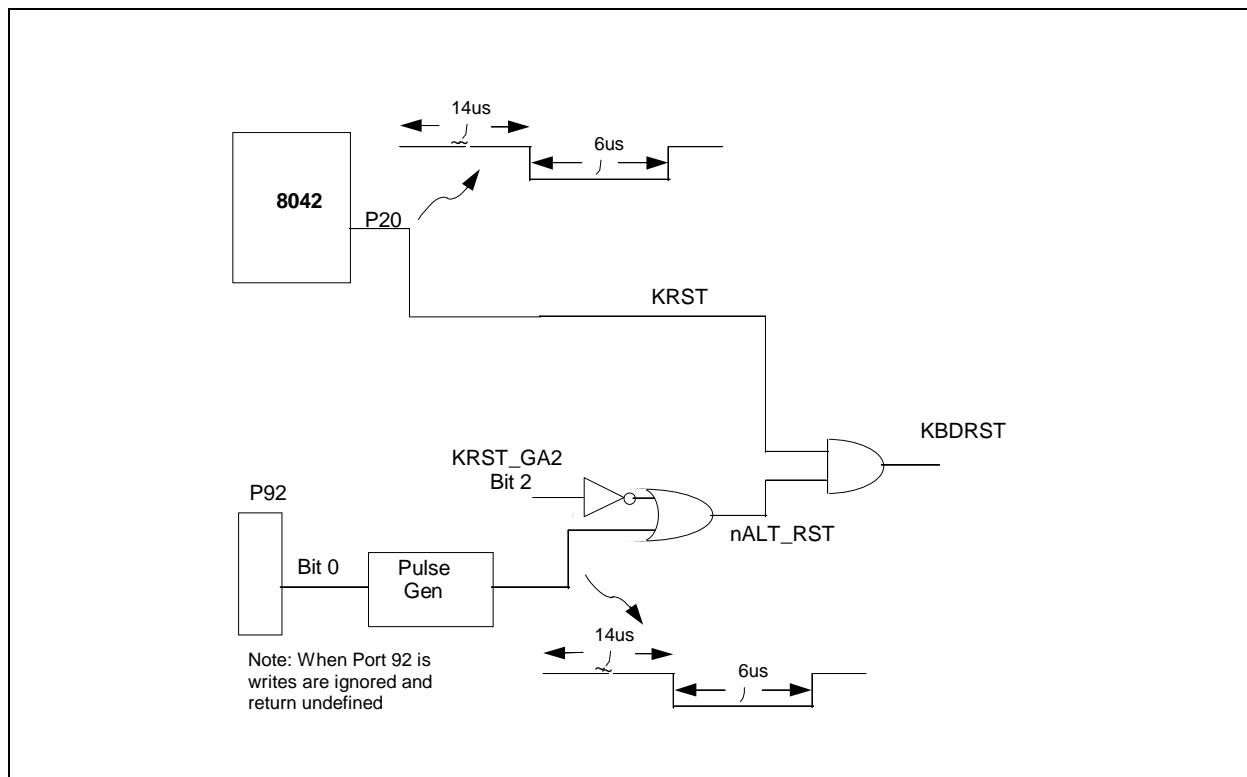 14us
6us
8042
P20
KRST
KBDRST
KRST_GA2
Bit 2
P92
nALT_RST
Bit 0
Pulse
Gen
14us
6us
Note: When Port 92 is
writes are ignored and
return undefined